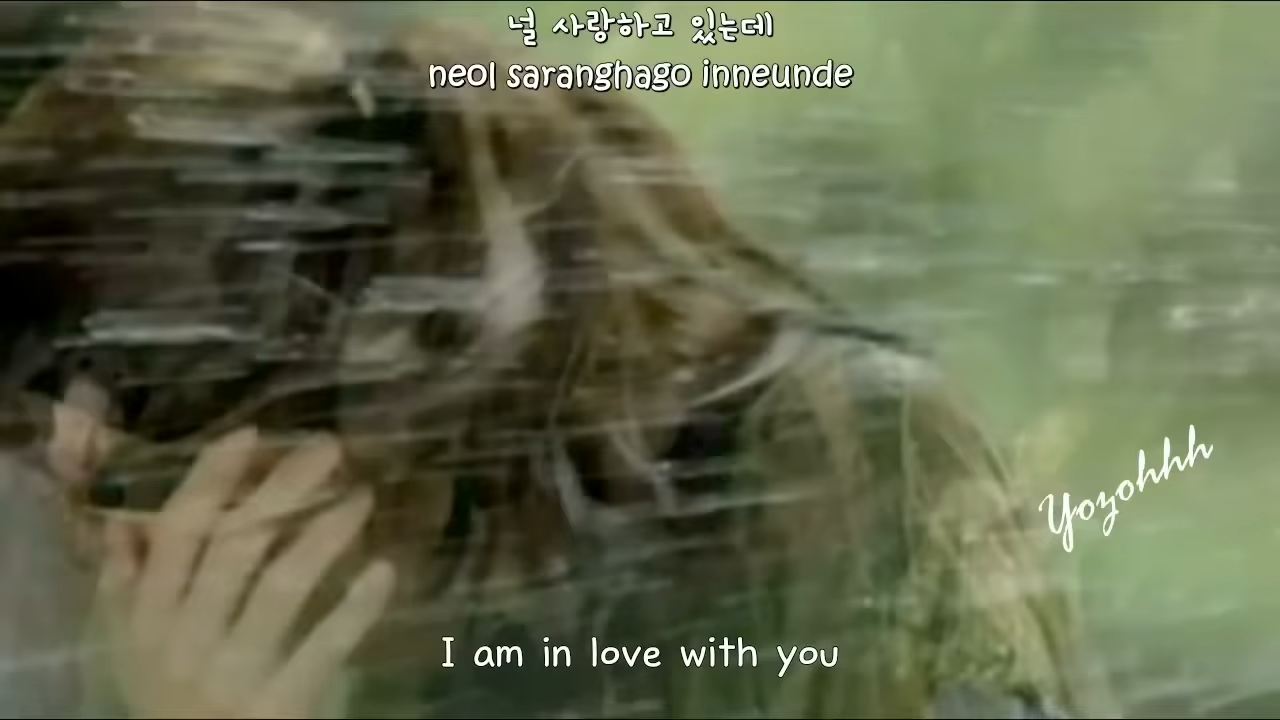 널 사랑하고 있는데
neol saranghago inneunde
Yozohhh
I am in love with you